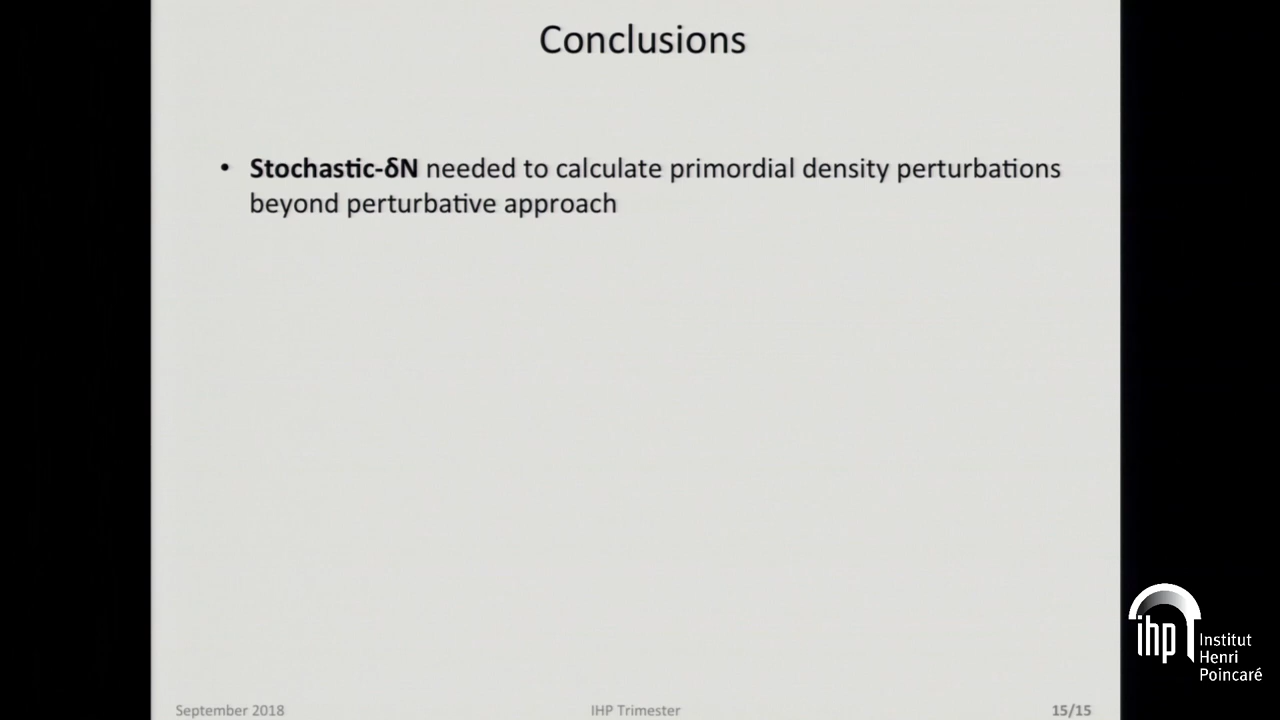 Conclusions
• Stochastic-δN needed to calculate primordial density perturbations
beyond perturbative approach
ihp Institut
Henri
Poincaré
September 2018
IHP Trimester
15/15